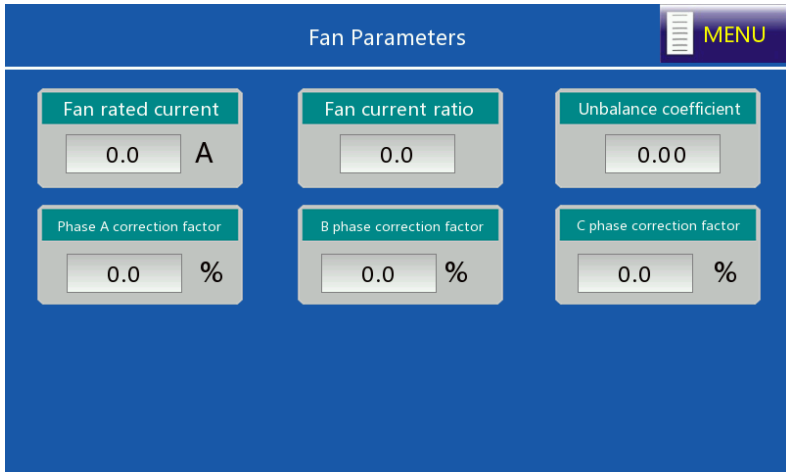 Fan Parameters
MENU
Fan rated current
Fan current ratio
Unbalance coefficient
0.0 A
0.0
0.00
Phase A correction factor
B phase correction factor
C phase correction factor
0.0 %
0.0 %
0.0 %